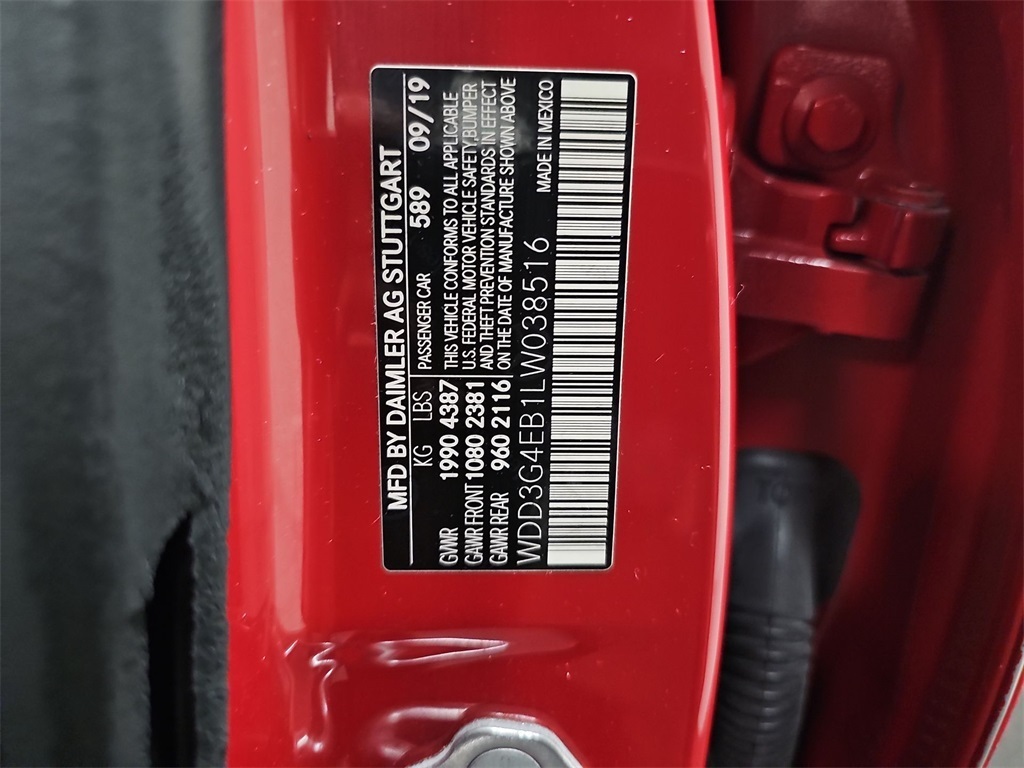 MFD BY DAIMLER AG STUTTGART
KG LBS PASSENGER CAR 589 09/19
GVWR 1990 4387 THIS VEHICLE CONFORMS TO ALL APPLICABLE
GAWR FRONT 1080 2381 U.S. FEDERAL MOTOR VEHICLE SAFETY, BUMPER
GAWR REAR 960 2116 AND THEFT PREVENTION STANDARDS IN EFFECT
ON THE DATE OF MANUFACTURE SHOWN ABOVE
WDD3G4EB1LW038516 MADE IN MEXICO